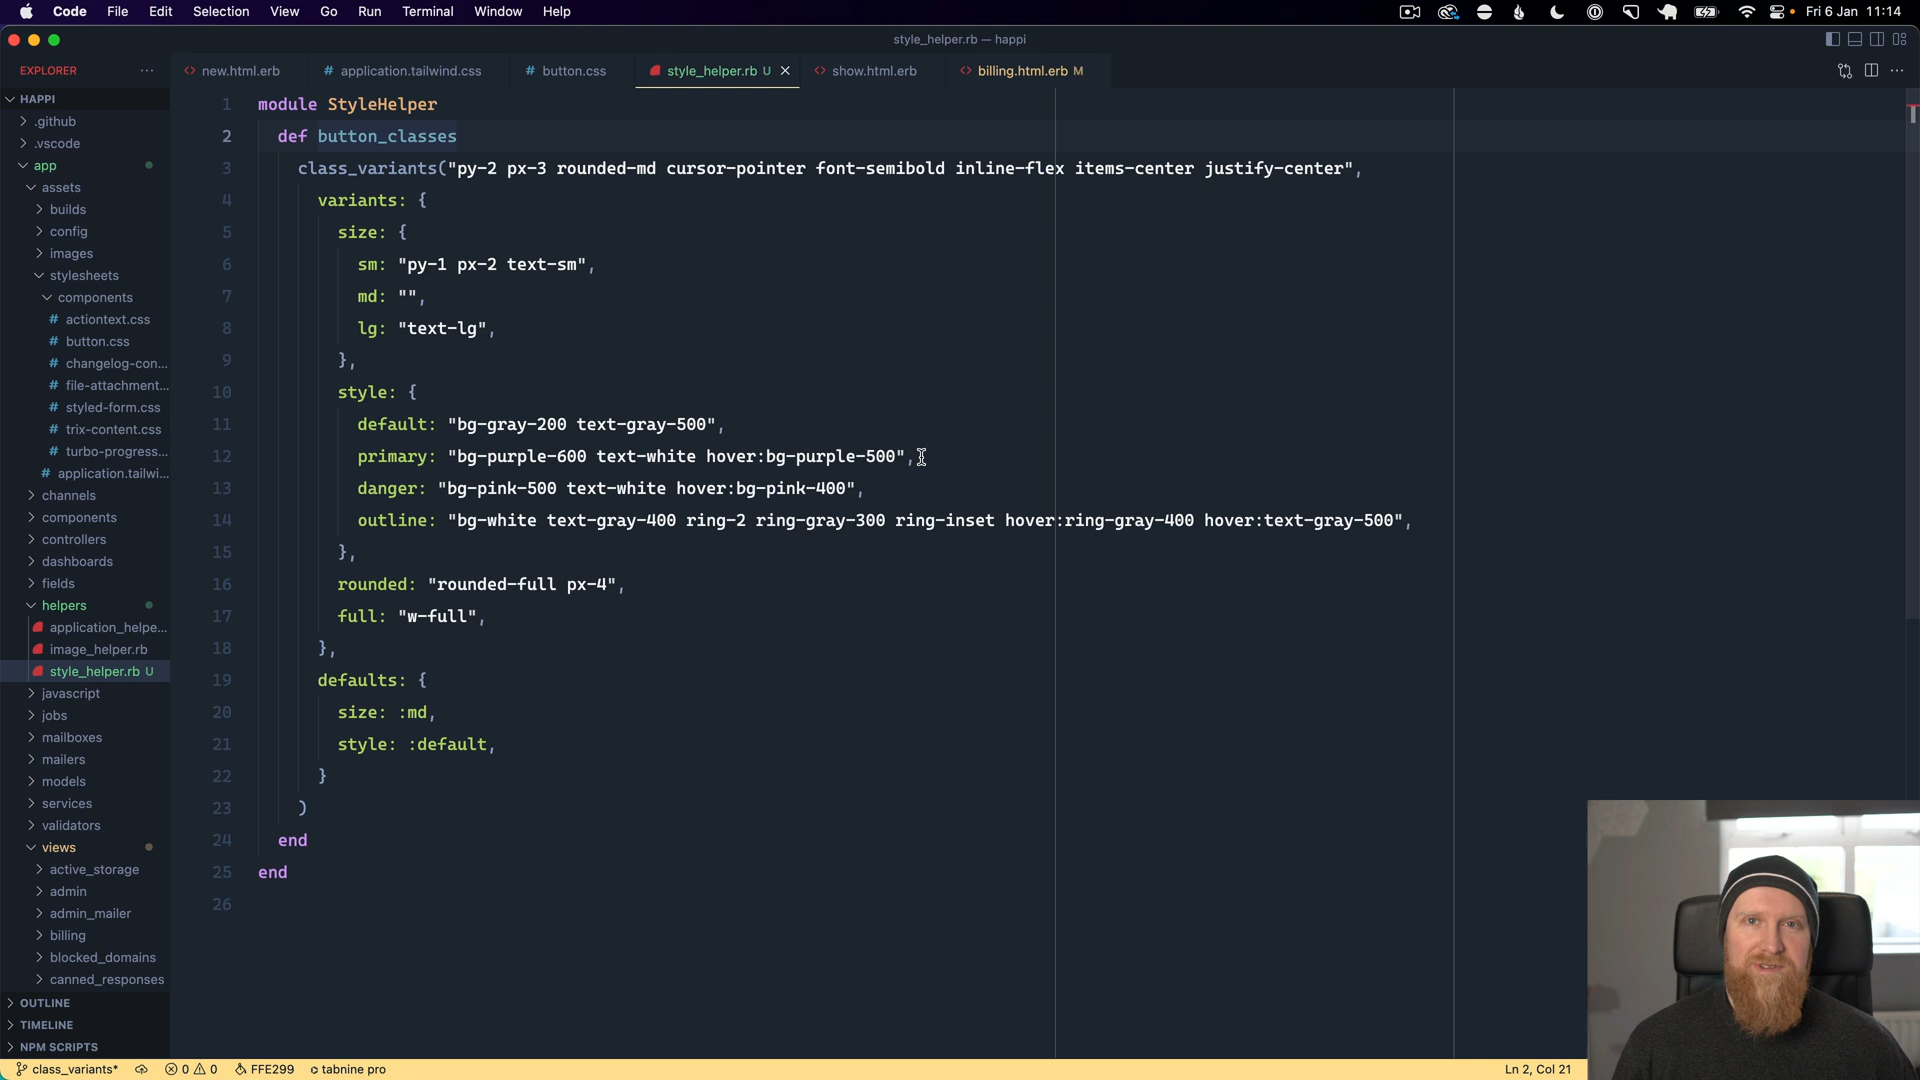 Code File Edit Selection View Go Run Terminal Window Help Fri 6 Jan 11:14
style_helper.rb — happi
EXPLORER ···
new.html.erb # application.tailwind.css # button.css style_helper.rb U show.html.erb billing.html.erb M
HAPPI
.github
.vscode
app
assets
builds
config
images
stylesheets
components
# actiontext.css
# button.css
# changelog-con...
# file-attachment...
# styled-form.css
# trix-content.css
# turbo-progress...
# application.tailwi...
channels
components
controllers
dashboards
fields
helpers
application_helpe...
image_helper.rb
style_helper.rb U
javascript
jobs
mailboxes
mailers
models
services
validators
views
active_storage
admin
admin_mailer
billing
blocked_domains
canned_responses
OUTLINE
TIMELINE
NPM SCRIPTS
1 module StyleHelper
2 def button_classes
3 class_variants("py-2 px-3 rounded-md cursor-pointer font-semibold inline-flex items-center justify-center",
4 variants: {
5 size: {
6 sm: "py-1 px-2 text-sm",
7 md: "",
8 lg: "text-lg",
9 },
10 style: {
11 default: "bg-gray-200 text-gray-500",
12 primary: "bg-purple-600 text-white hover:bg-purple-500",
13 danger: "bg-pink-500 text-white hover:bg-pink-400",
14 outline: "bg-white text-gray-400 ring-2 ring-gray-300 ring-inset hover:ring-gray-400 hover:text-gray-500",
15 },
16 rounded: "rounded-full px-4",
17 full: "w-full",
18 },
19 defaults: {
20 size: :md,
21 style: :default,
22 }
23 )
24 end
25 end
26
class_variants* 0 0 FFE299 tabnine pro Ln 2, Col 21